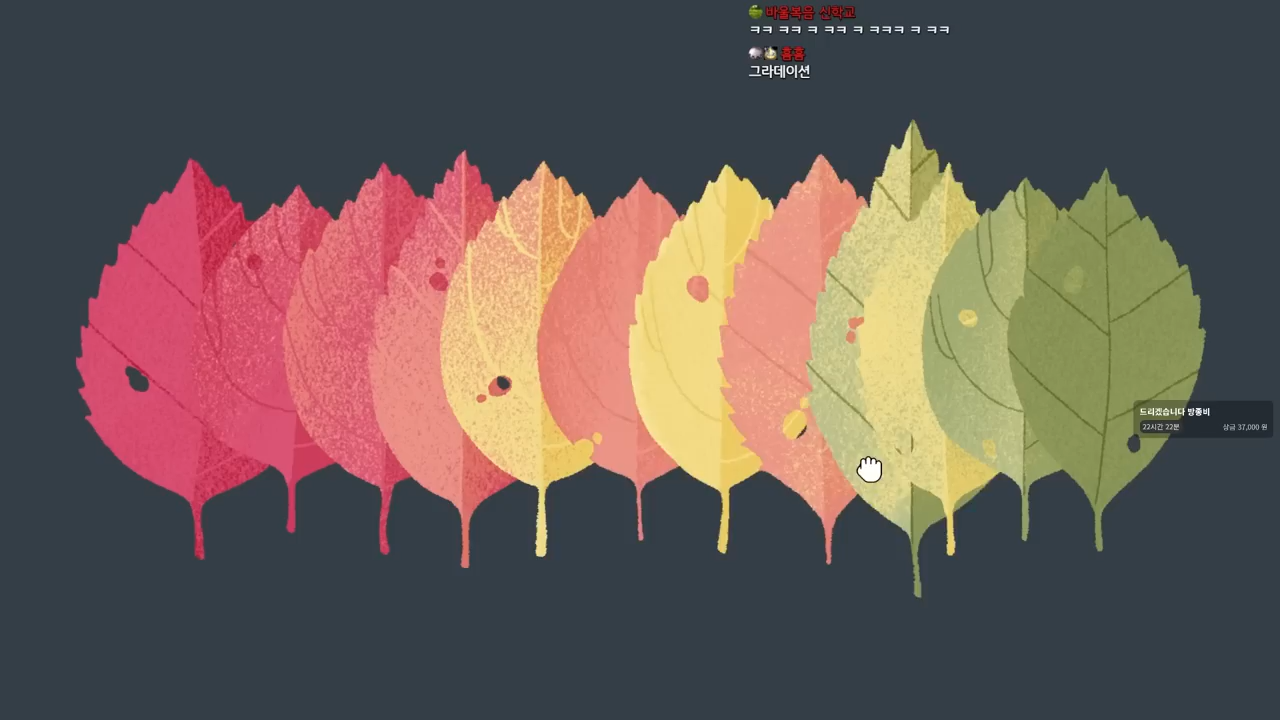 바울복음 신학교
ㅋㅋ ㅋㅋ ㅋ ㅋㅋ ㅋ ㅋㅋㅋ ㅋ ㅋㅋ
흠흠
그라데이션
드리겠습니다 방종비
22시간 22분 상금 37,000 원